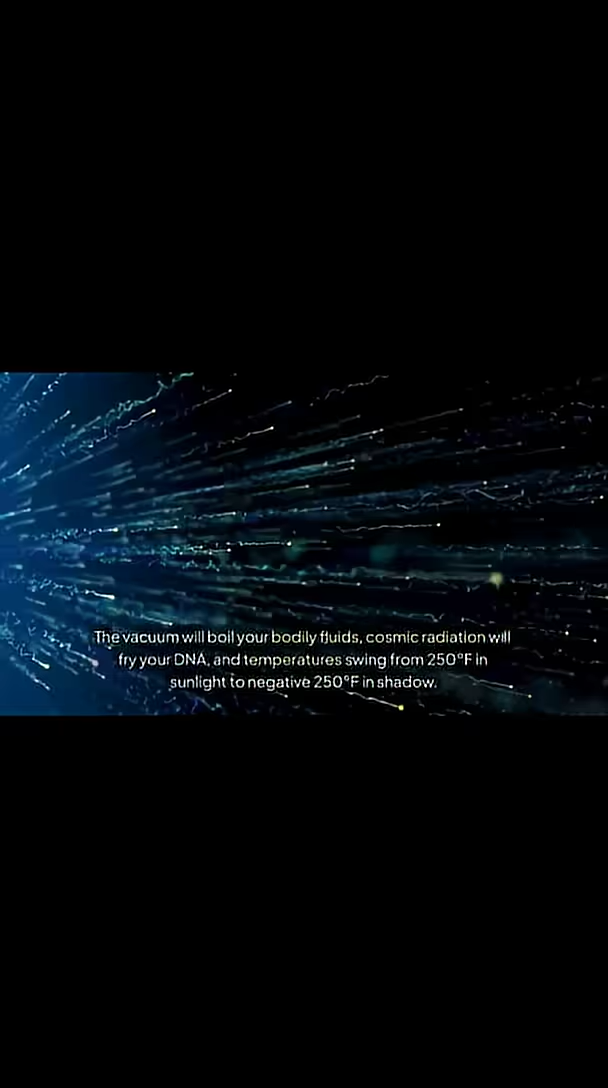 The vacuum will boil your bodily fluids, cosmic radiation will
fry your DNA, and temperatures swing from 250°F in
sunlight to negative 250°F in shadow.